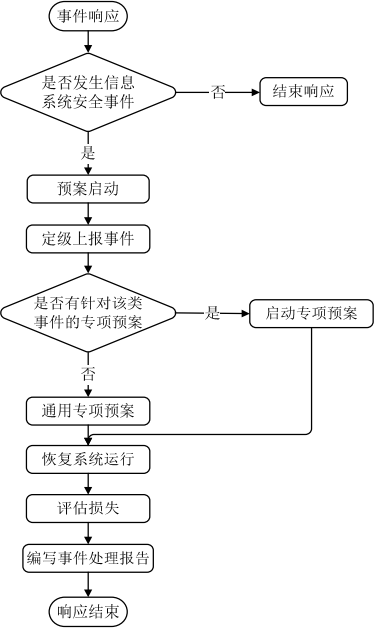 事件响应
是否发生信息
系统安全事件
否
结束响应
是
预案启动
定级上报事件
是否有针对该类
事件的专项预案
是
启动专项预案
否
通用专项预案
恢复系统运行
评估损失
编写事件处理报告
响应结束